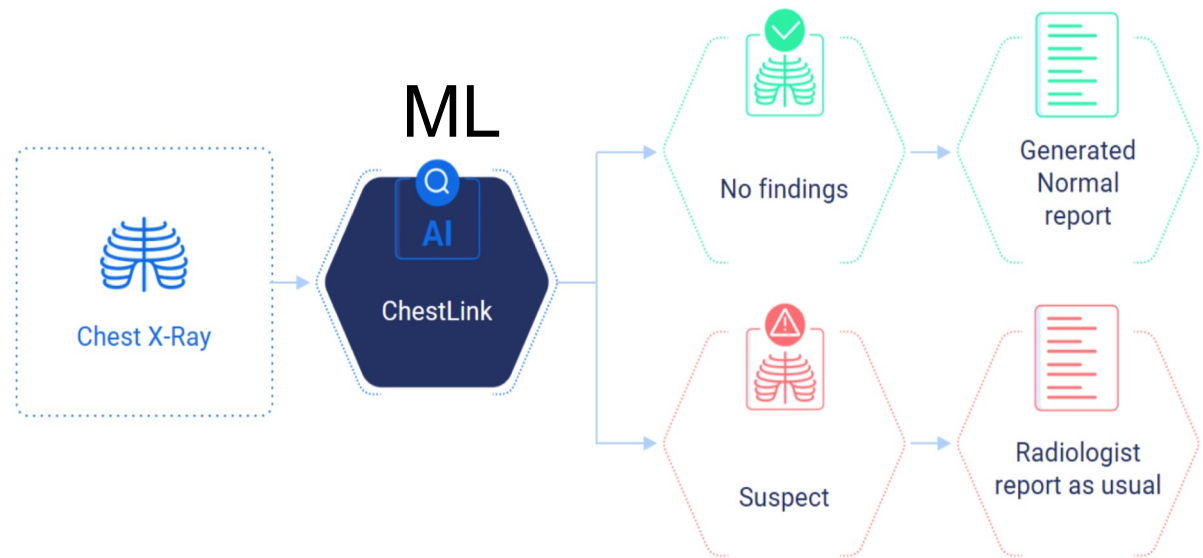 ML
AI
ChestLink
Chest X-Ray
No findings
Generated
Normal
report
Suspect
Radiologist
report as usual